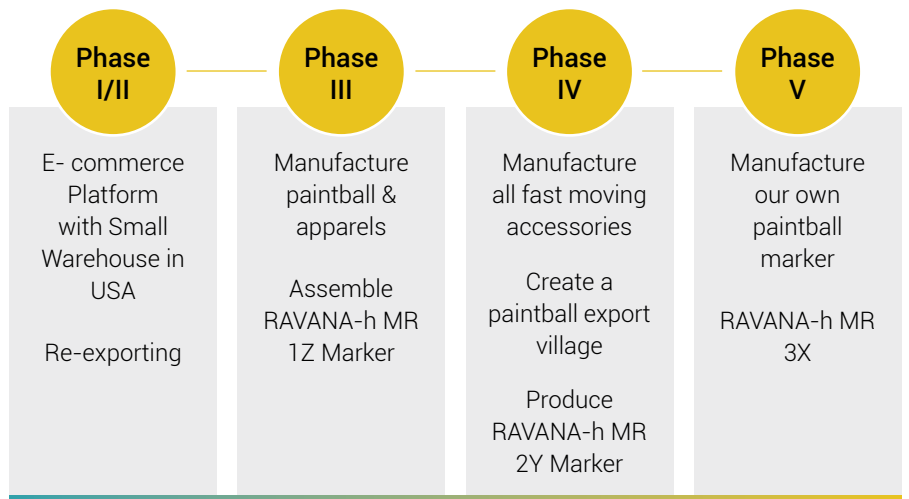 Phase
I/II
E- commerce
Platform
with Small
Warehouse in
USA
Re-exporting
Phase
III
Manufacture
paintball &
apparels
Assemble
RAVANA-h MR
1Z Marker
Phase
IV
Manufacture
all fast moving
accessories
Create a
paintball export
village
Produce
RAVANA-h MR
2Y Marker
Phase
V
Manufacture
our own
paintball
marker
RAVANA-h MR
3X